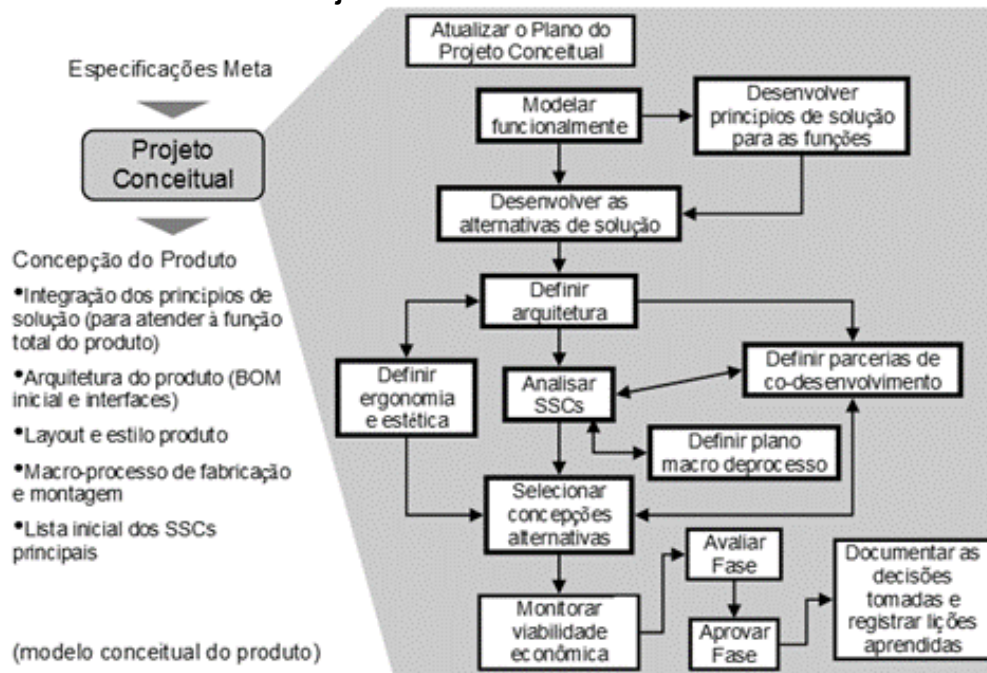 Especificações Meta
Projeto
Conceitual
Concepção do Produto
•Integração dos princípios de
solução (para atender à função
total do produto)
•Arquitetura do produto (BOM
inicial e interfaces)
•Layout e estilo produto
•Macro-processo de fabricação
e montagem
•Lista inicial dos SSCs
principais
(modelo conceitual do produto)
Atualizar o Plano do
Projeto Conceitual
Modelar
funcionalmente
Desenvolver
princípios de solução
para as funções
Desenvolver as
alternativas de solução
Definir
arquitetura
Definir
ergonomia
e estética
Analisar
SSCs
Definir parcerias de
co-desenvolvimento
Definir plano
macro deprocesso
Selecionar
concepções
alternativas
Monitorar
viabilidade
econômica
Avaliar
Fase
Aprovar
Fase
Documentar as
decisões
tomadas e
registrar lições
aprendidas